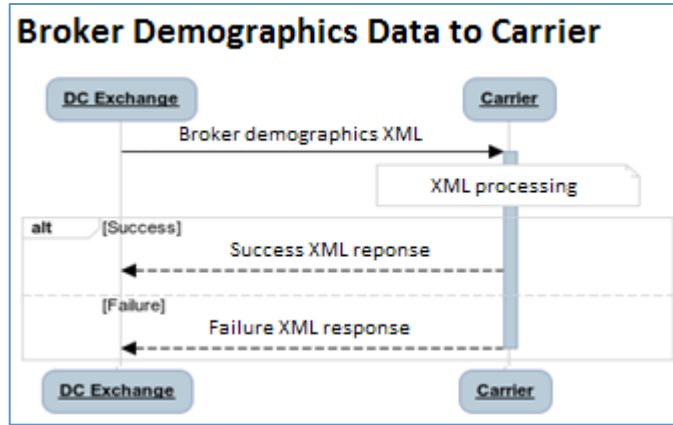 Broker Demographics Data to Carrier
DC Exchange
Carrier
Broker demographics XML
XML processing
alt
[Success]
Success XML reponse
[Failure]
Failure XML response
DC Exchange
Carrier